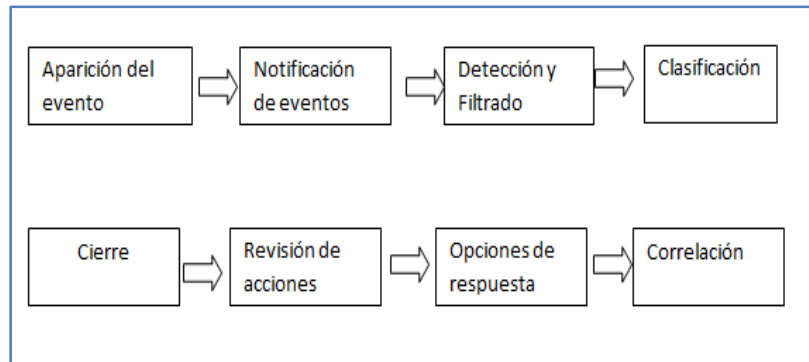 Aparición del
evento
Notificación
de eventos
Detección y
Filtrado
Clasificación
Cierre
Revisión de
acciones
Opciones de
respuesta
Correlación